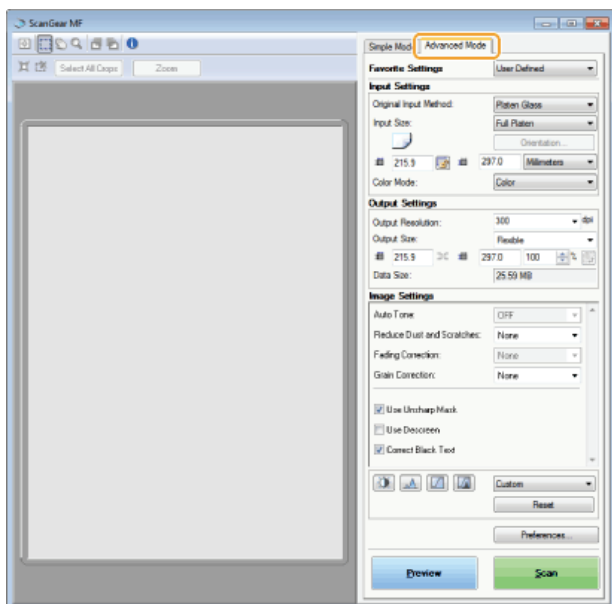 ScanGear MF
Simple Mode Advanced Mode
Select All Crops Zoom
Favorite Settings User Defined
Input Settings
Original Input Method: Platen Glass
Input Size: Full Platen
Orientation...
215.9 297.0 Millimeters
Color Mode: Color
Output Settings
Output Resolution: 300 dpi
Output Size: Flexible
215.9 297.0 100 %
Data Size: 25.59 MB
Image Settings
Auto Tone: OFF
Reduce Dust and Scratches: None
Fading Correction: None
Grain Correction: None
Use Unsharp Mask
Use Descreen
Correct Black Text
Custom
Reset
Preferences...
Preview Scan